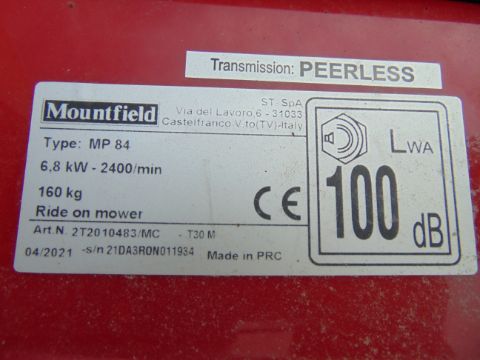 Transmission: PEERLESS
Mountfield
ST. SpA
Via del Lavoro,6 - 31033
Castelfranco V.to(TV)-Italy
Type: MP 84
6,8 kW - 2400/min
160 kg
Ride on mower
CE
Art.N. 2T2010483/MC - T30 M
04/2021 -s/n 21DA3RON011934 Made in PRC
LWA
100
dB